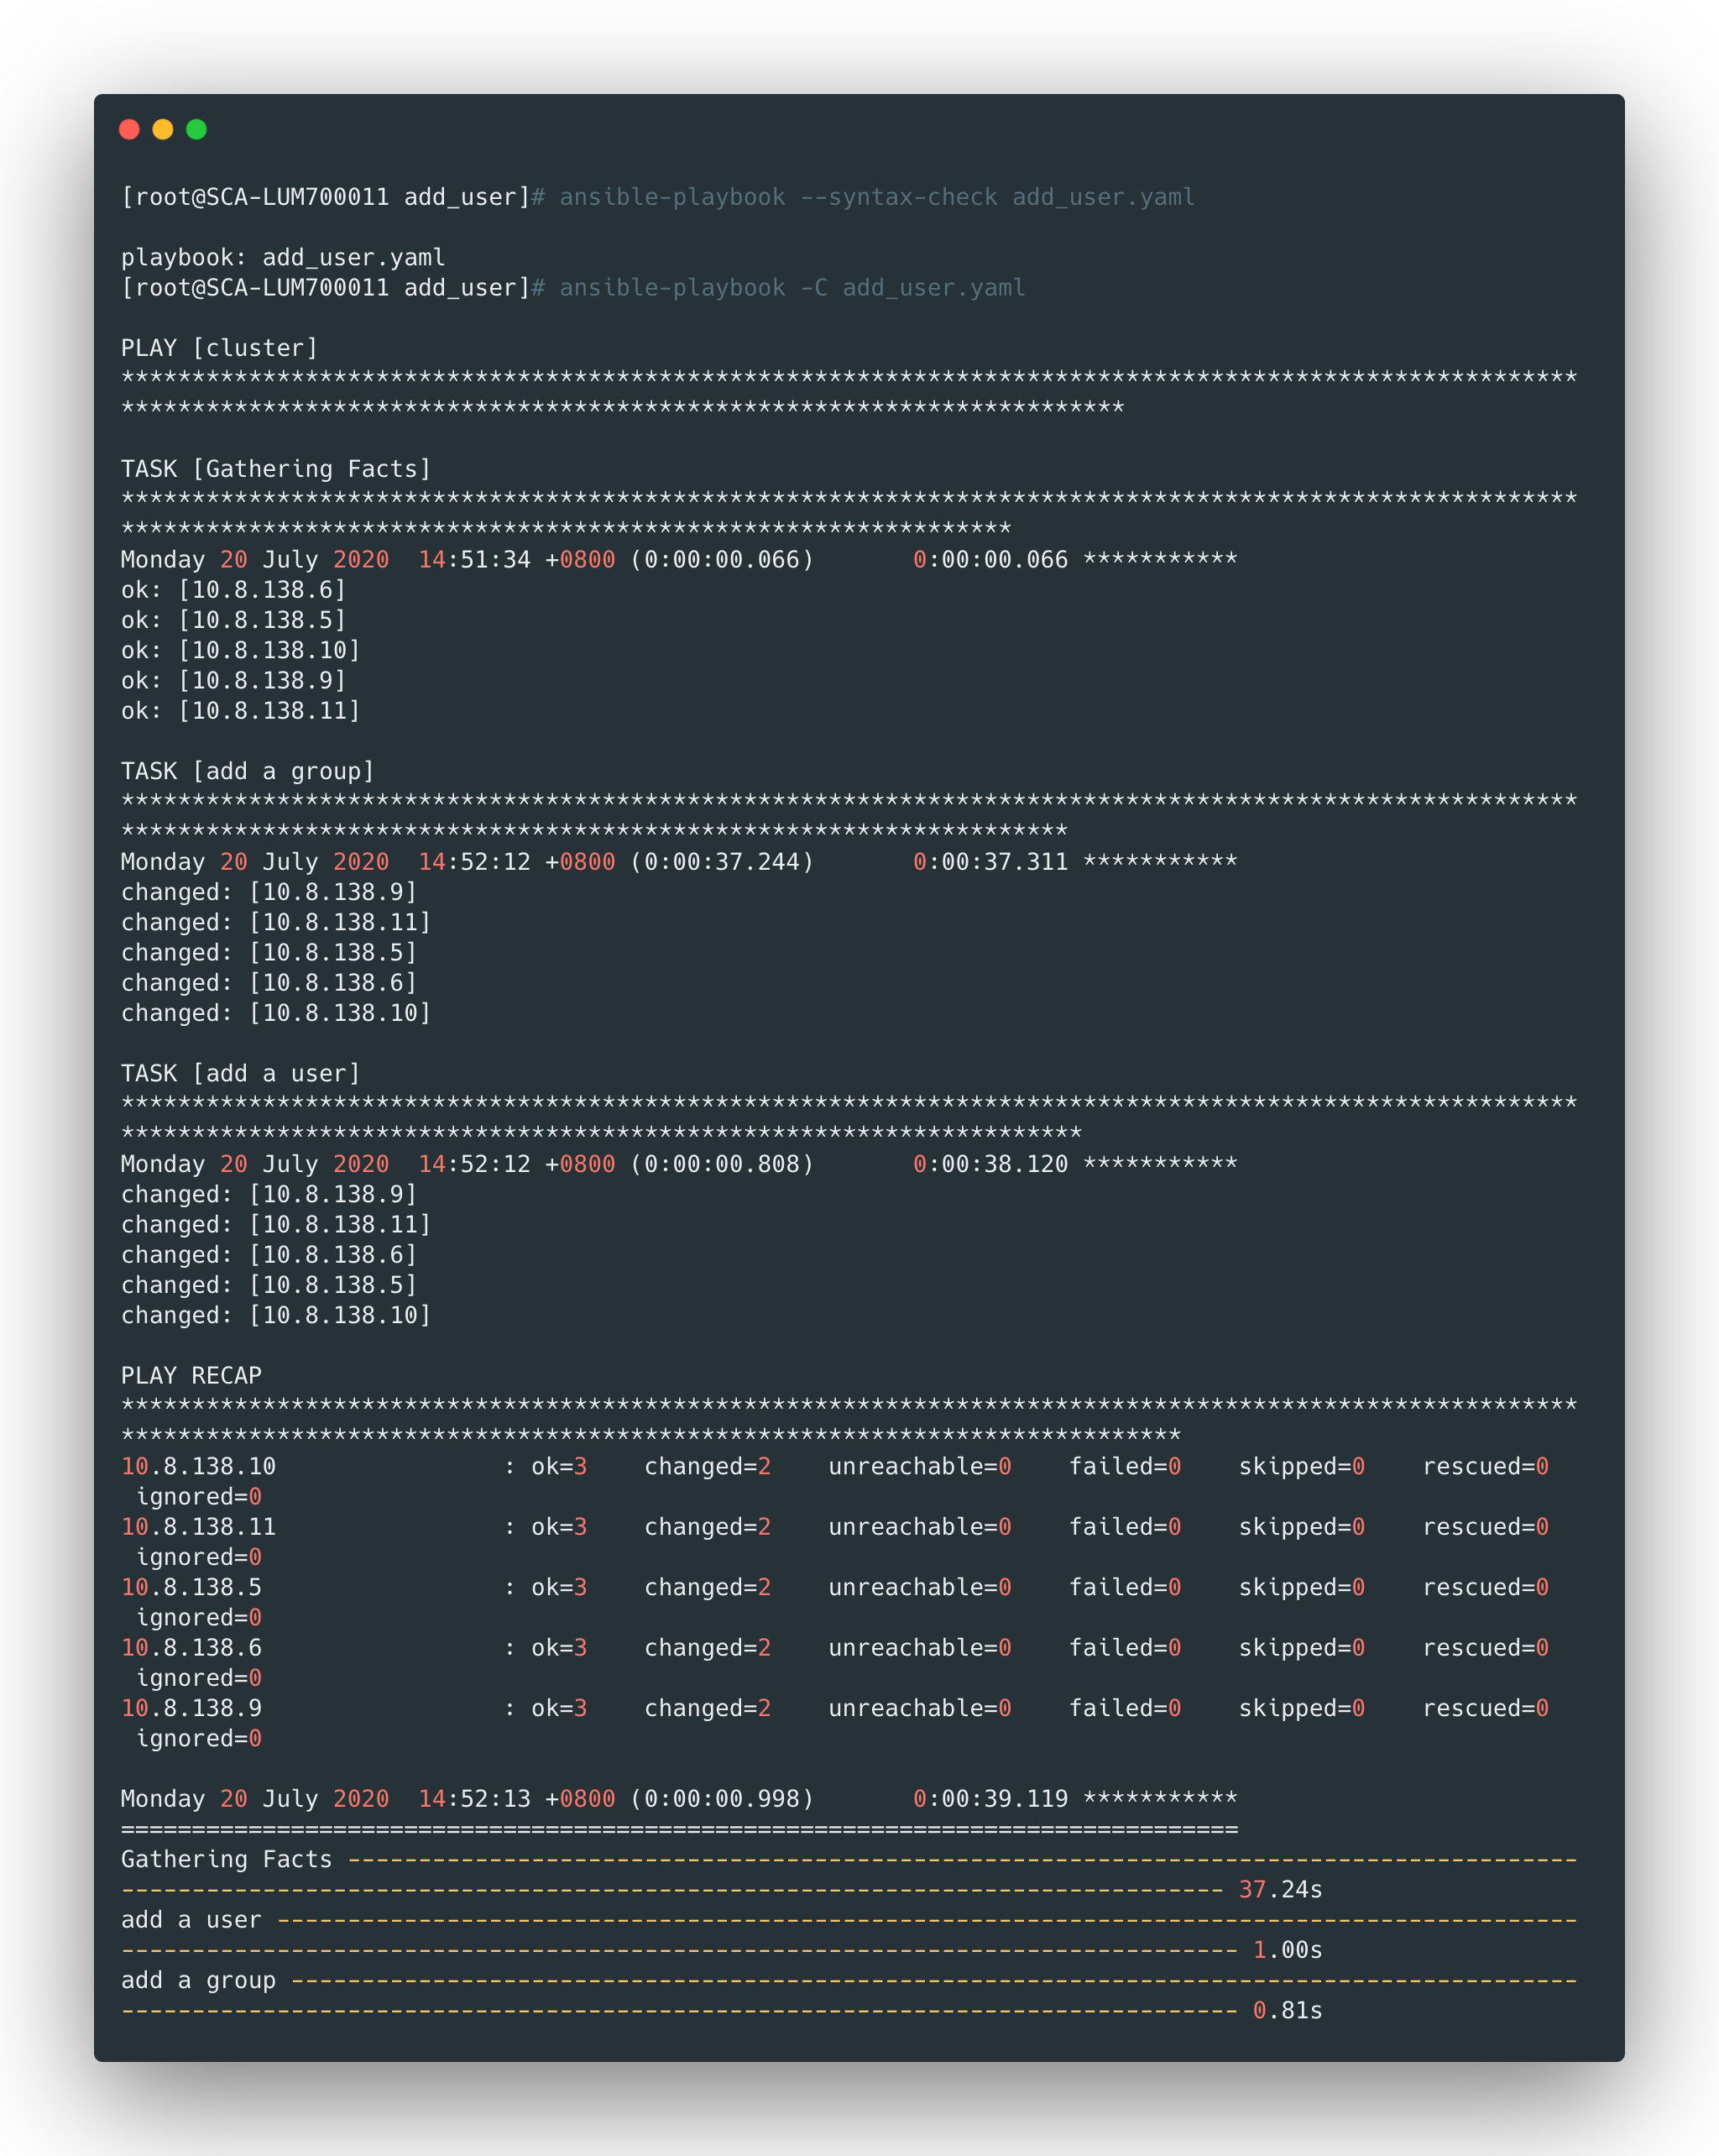 [root@SCA-LUM700011 add_user]# ansible-playbook --syntax-check add_user.yaml
playbook: add_user.yaml
[root@SCA-LUM700011 add_user]# ansible-playbook -C add_user.yaml
PLAY [cluster]
*******************************************************************************************************
***********************************************************************
TASK [Gathering Facts]
*******************************************************************************************************
***************************************************************
Monday 20 July 2020  14:51:34 +0800 (0:00:00.066)       0:00:00.066 ***********
ok: [10.8.138.6]
ok: [10.8.138.5]
ok: [10.8.138.10]
ok: [10.8.138.9]
ok: [10.8.138.11]
TASK [add a group]
*******************************************************************************************************
*******************************************************************
Monday 20 July 2020  14:52:12 +0800 (0:00:37.244)       0:00:37.311 ***********
changed: [10.8.138.9]
changed: [10.8.138.11]
changed: [10.8.138.5]
changed: [10.8.138.6]
changed: [10.8.138.10]
TASK [add a user]
*******************************************************************************************************
********************************************************************
Monday 20 July 2020  14:52:12 +0800 (0:00:00.808)       0:00:38.120 ***********
changed: [10.8.138.9]
changed: [10.8.138.11]
changed: [10.8.138.6]
changed: [10.8.138.5]
changed: [10.8.138.10]
PLAY RECAP
*******************************************************************************************************
***************************************************************************
10.8.138.10                : ok=3    changed=2    unreachable=0    failed=0    skipped=0    rescued=0
 ignored=0
10.8.138.11                : ok=3    changed=2    unreachable=0    failed=0    skipped=0    rescued=0
 ignored=0
10.8.138.5                 : ok=3    changed=2    unreachable=0    failed=0    skipped=0    rescued=0
 ignored=0
10.8.138.6                 : ok=3    changed=2    unreachable=0    failed=0    skipped=0    rescued=0
 ignored=0
10.8.138.9                 : ok=3    changed=2    unreachable=0    failed=0    skipped=0    rescued=0
 ignored=0
Monday 20 July 2020  14:52:13 +0800 (0:00:00.998)       0:00:39.119 ***********
===============================================================================
Gathering Facts ---------------------------------------------------------------------------------------
------------------------------------------------------------------------------ 37.24s
add a user --------------------------------------------------------------------------------------------
------------------------------------------------------------------------------- 1.00s
add a group -------------------------------------------------------------------------------------------
------------------------------------------------------------------------------- 0.81s